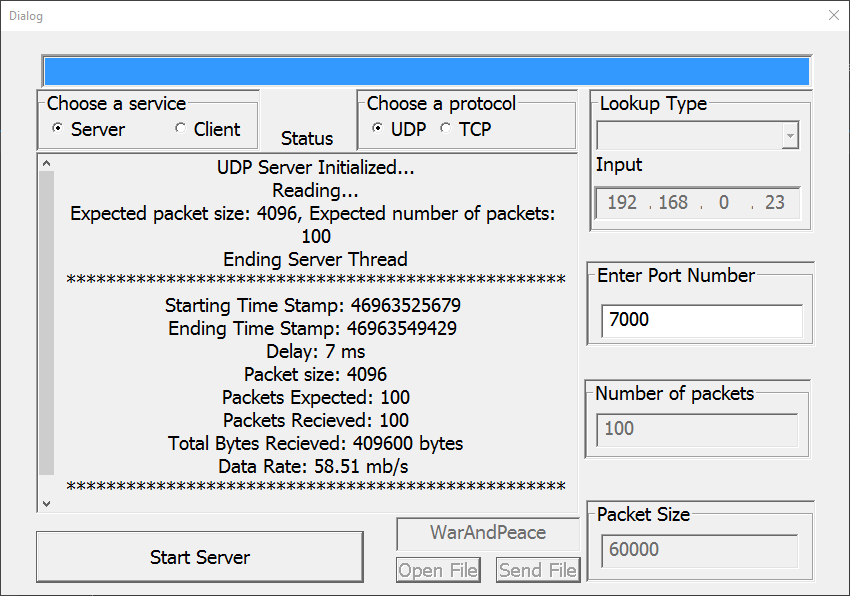 Dialog
Choose a service
Server Client
Status
Choose a protocol
UDP TCP
Lookup Type
Input
192 . 168 . 0 . 23
UDP Server Initialized...
Reading...
Expected packet size: 4096, Expected number of packets:
100
Ending Server Thread
**************************************************
Starting Time Stamp: 46963525679
Ending Time Stamp: 46963549429
Delay: 7 ms
Packet size: 4096
Packets Expected: 100
Packets Recieved: 100
Total Bytes Recieved: 409600 bytes
Data Rate: 58.51 mb/s
**************************************************
Enter Port Number
7000
Number of packets
100
Packet Size
60000
Start Server
WarAndPeace
Open File Send File